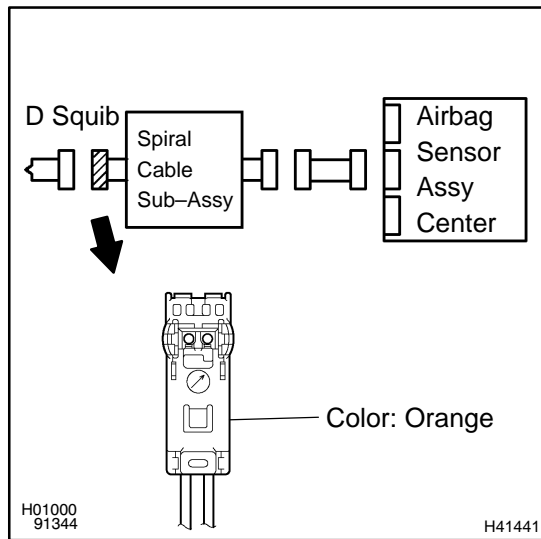 D Squib
Spiral
Cable
Sub–Assy
Airbag
Sensor
Assy
Center
Color: Orange
H01000
91344
H41441